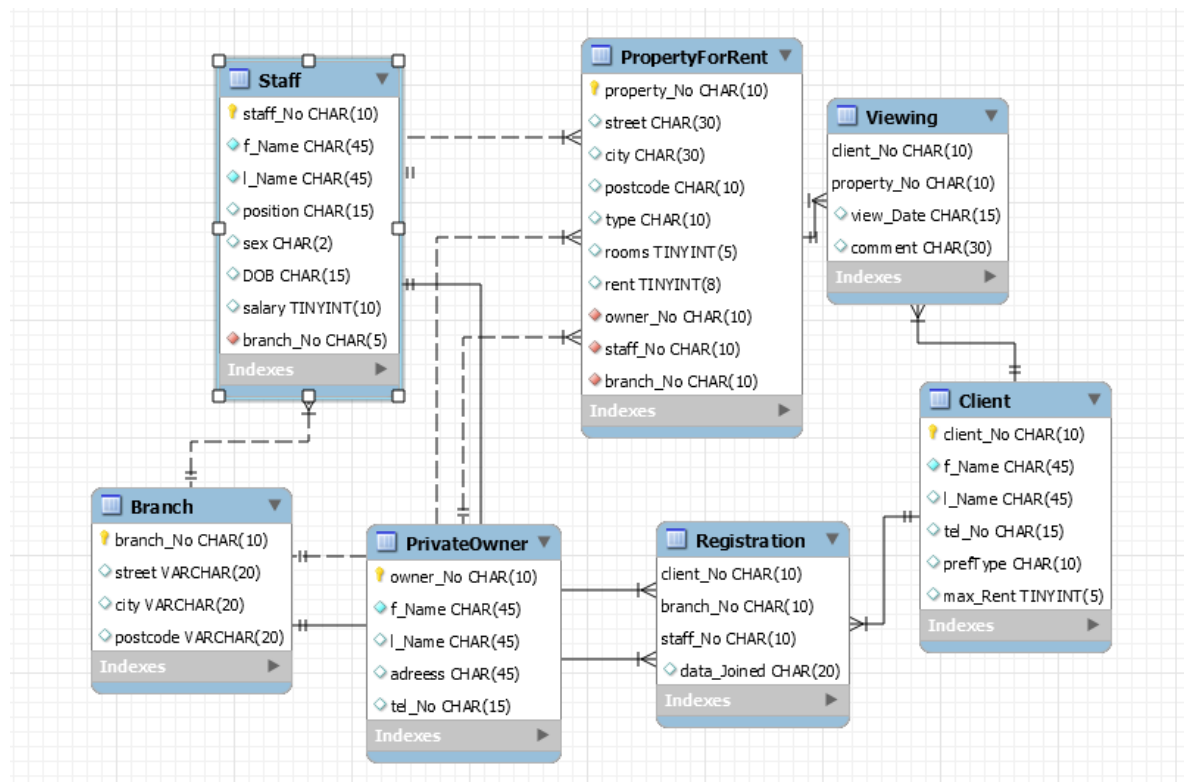 Staff
staff_No CHAR(10)
f_Name CHAR(45)
l_Name CHAR(45)
position CHAR(15)
sex CHAR(2)
DOB CHAR(15)
salary TINYINT(10)
branch_No CHAR(5)
Indexes
PropertyForRent
property_No CHAR(10)
street CHAR(30)
city CHAR(30)
postcode CHAR(10)
type CHAR(10)
rooms TINYINT(5)
rent TINYINT(8)
owner_No CHAR(10)
staff_No CHAR(10)
branch_No CHAR(10)
Indexes
Viewing
client_No CHAR(10)
property_No CHAR(10)
view_Date CHAR(15)
comment CHAR(30)
Indexes
Client
client_No CHAR(10)
f_Name CHAR(45)
l_Name CHAR(45)
tel_No CHAR(15)
prefType CHAR(10)
max_Rent TINYINT(5)
Indexes
Branch
branch_No CHAR(10)
street VARCHAR(20)
city VARCHAR(20)
postcode VARCHAR(20)
Indexes
PrivateOwner
owner_No CHAR(10)
f_Name CHAR(45)
l_Name CHAR(45)
adreess CHAR(45)
tel_No CHAR(15)
Indexes
Registration
client_No CHAR(10)
branch_No CHAR(10)
staff_No CHAR(10)
data_Joined CHAR(20)
Indexes